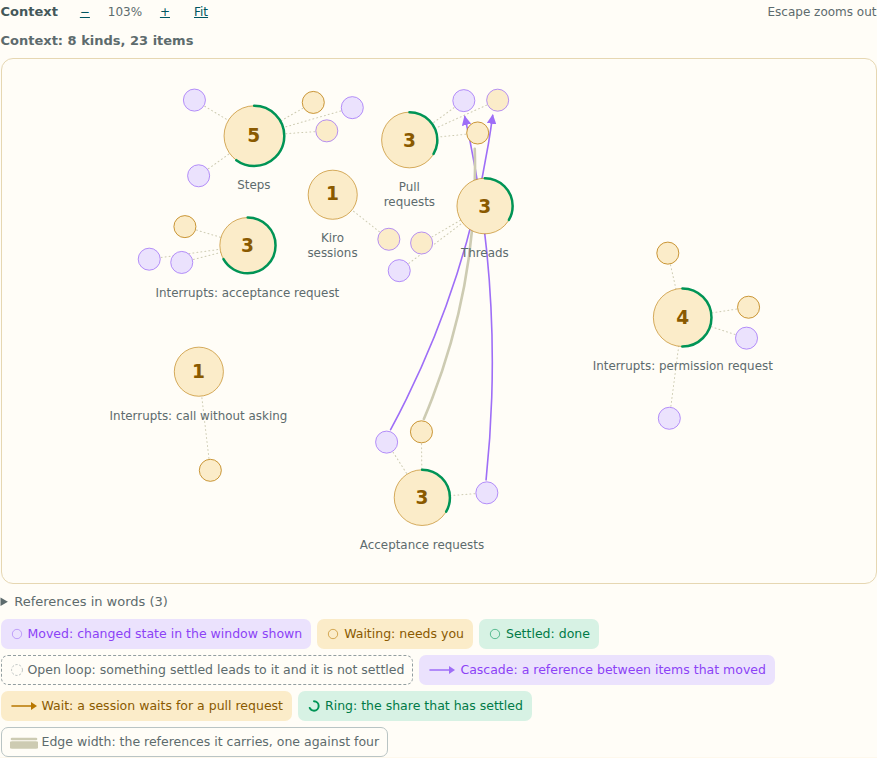 Context − 103% + Fit Escape zooms out
Context: 8 kinds, 23 items
5
Steps
3
Pull
requests
1
Kiro
sessions
3
Threads
3
Interrupts: acceptance request
4
Interrupts: permission request
1
Interrupts: call without asking
3
Acceptance requests
References in words (3)
Moved: changed state in the window shown
Waiting: needs you
Settled: done
Open loop: something settled leads to it and it is not settled
Cascade: a reference between items that moved
Wait: a session waits for a pull request
Ring: the share that has settled
Edge width: the references it carries, one against four